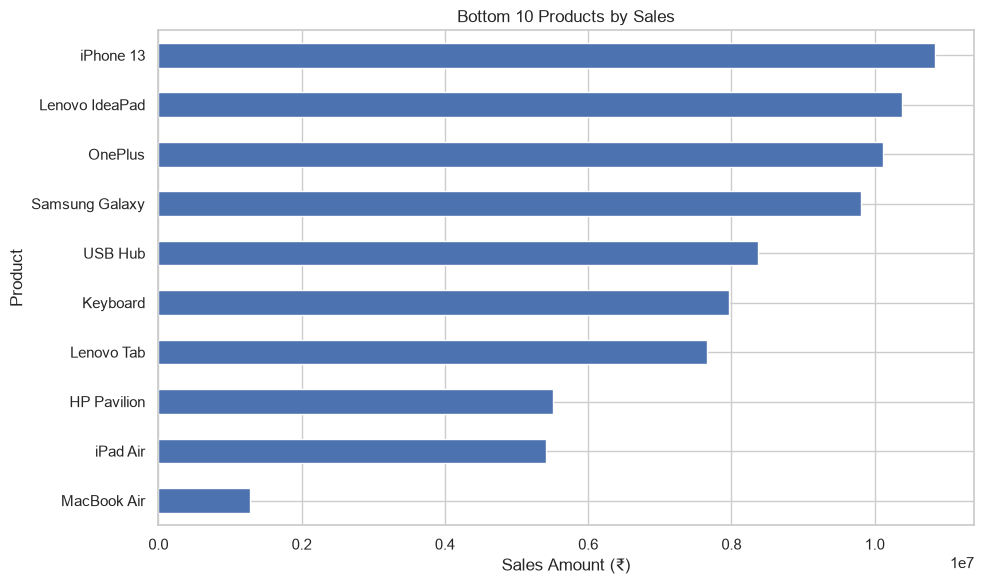 Bottom 10 Products by Sales
iPhone 13
Lenovo IdeaPad
OnePlus
Samsung Galaxy
USB Hub
Keyboard
Lenovo Tab
HP Pavilion
iPad Air
MacBook Air
Product
0.0 0.2 0.4 0.6 0.8 1.0
1e7
Sales Amount (₹)